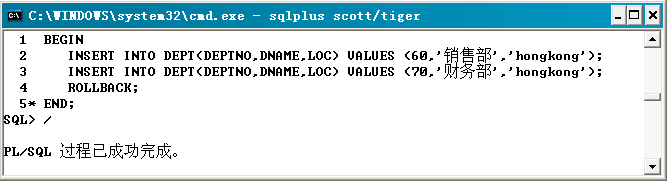 C:\WINDOWS\system32\cmd.exe - sqlplus scott/tiger
1 BEGIN
2 INSERT INTO DEPT(DEPTNO,DNAME,LOC) VALUES (60,'销售部','hongkong');
3 INSERT INTO DEPT(DEPTNO,DNAME,LOC) VALUES (70,'财务部','hongkong');
4 ROLLBACK;
5* END;
SQL> /
PL/SQL 过程已成功完成。